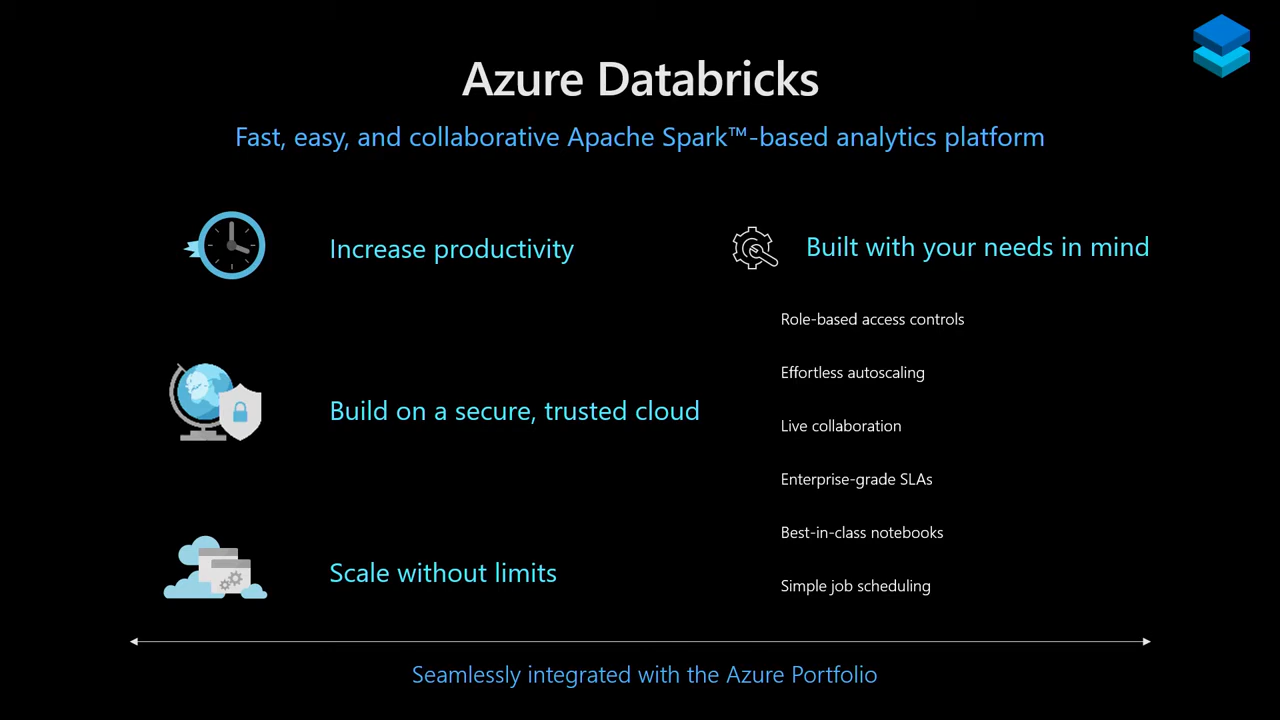 Azure Databricks
Fast, easy, and collaborative Apache Spark™-based analytics platform
Increase productivity
Build on a secure, trusted cloud
Scale without limits
Built with your needs in mind
Role-based access controls
Effortless autoscaling
Live collaboration
Enterprise-grade SLAs
Best-in-class notebooks
Simple job scheduling
Seamlessly integrated with the Azure Portfolio